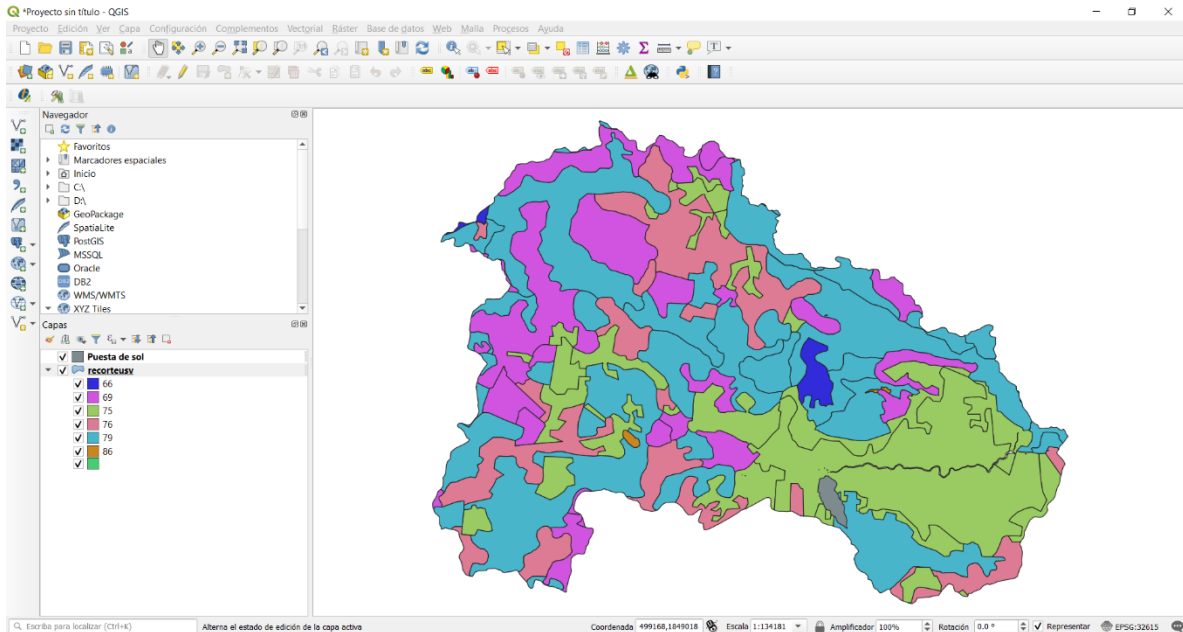 *Proyecto sin título - QGIS
Proyecto Edición Ver Capa Configuración Complementos Vectorial Ráster Base de datos Web Malla Procesos Ayuda
Navegador
Favoritos
Marcadores espaciales
Inicio
C:\
D:\
GeoPackage
SpatiaLite
PostGIS
MSSQL
Oracle
DB2
WMS/WMTS
XYZ Tiles
Capas
Puesta de sol
recorteusv
66
69
75
76
79
86
Escriba para localizar (Ctrl+K) Alterna el estado de edición de la capa activa Coordenada 499168,1849018 Escala 1:134181 Amplificador 100% Rotación 0.0 ° Representar EPSG:32615